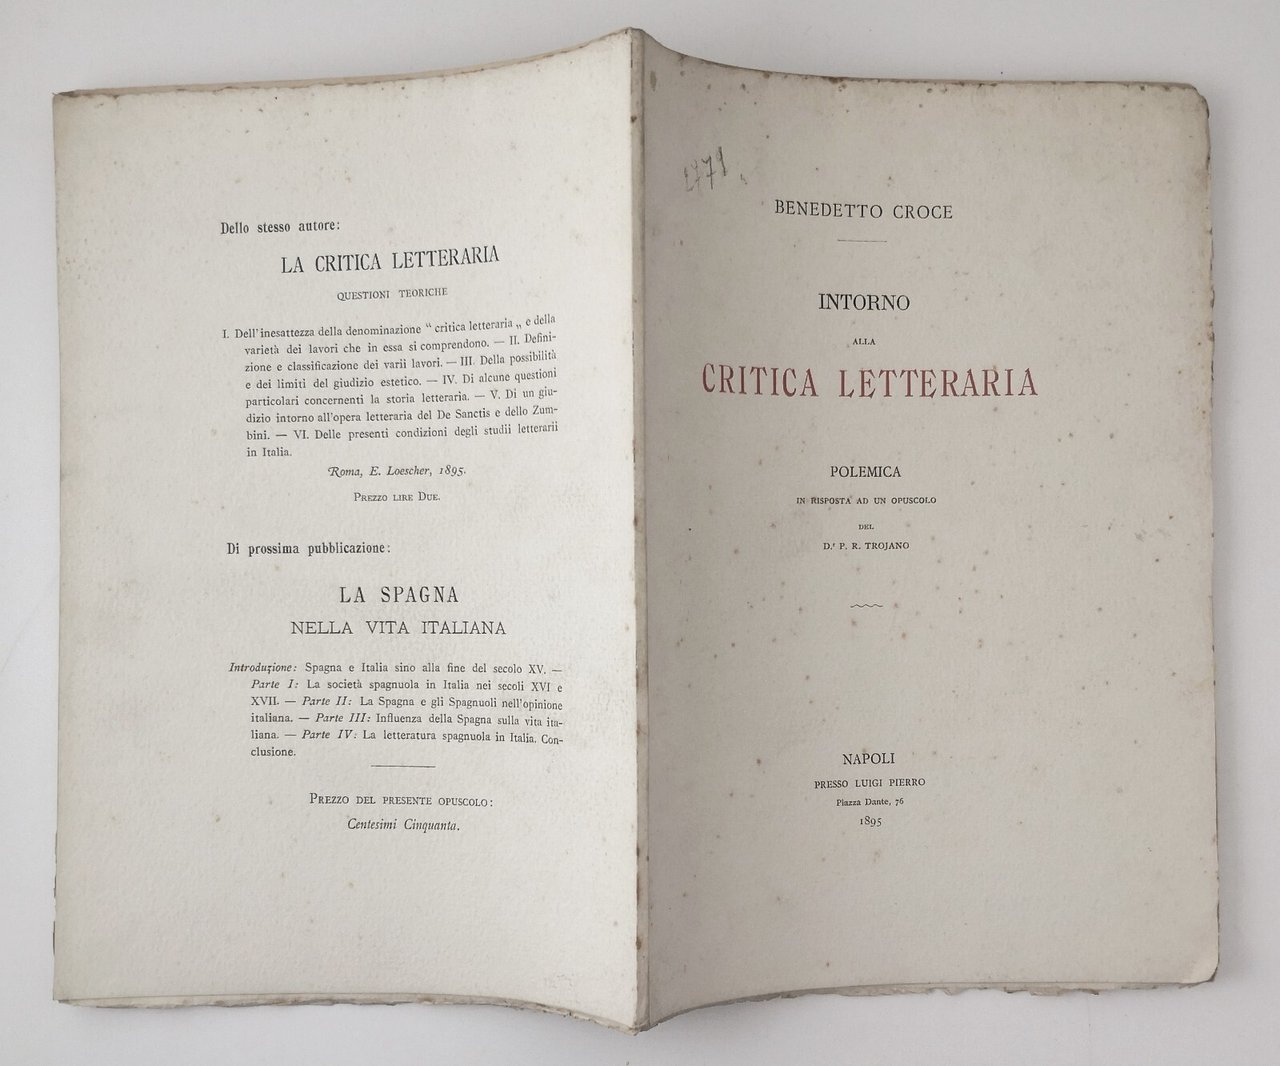 Dello stesso autore:
LA CRITICA LETTERARIA
QUESTIONI TEORICHE
I. Dell'inesattezza della denominazione “ critica letteraria „ e della
varietà dei lavori che in essa si comprendono. — II. Defini-
zione e classificazione dei varii lavori. — III. Della possibilità
e dei limiti del giudizio estetico. — IV. Di alcune questioni
particolari concernenti la storia letteraria. — V. Di un giu-
dizio intorno all'opera letteraria del De Sanctis e dello Zum-
bini. — VI. Delle presenti condizioni degli studii letterarii
in Italia.
Roma, E. Loescher, 1895.
PREZZO LIRE DUE.
Di prossima pubblicazione:
LA SPAGNA
NELLA VITA ITALIANA
Introduzione: Spagna e Italia sino alla fine del secolo XV. —
Parte I: La società spagnuola in Italia nei secoli XVI e
XVII. — Parte II: La Spagna e gli Spagnuoli nell'opinione
italiana. — Parte III: Influenza della Spagna sulla vita ita-
liana. — Parte IV: La letteratura spagnuola in Italia. Con-
clusione.
PREZZO DEL PRESENTE OPUSCOLO:
Centesimi Cinquanta.
BENEDETTO CROCE
INTORNO
ALLA
CRITICA LETTERARIA
POLEMICA
IN RISPOSTA AD UN OPUSCOLO
DEL
D.r P. R. TROJANO
NAPOLI
PRESSO LUIGI PIERRO
Piazza Dante, 76
1895